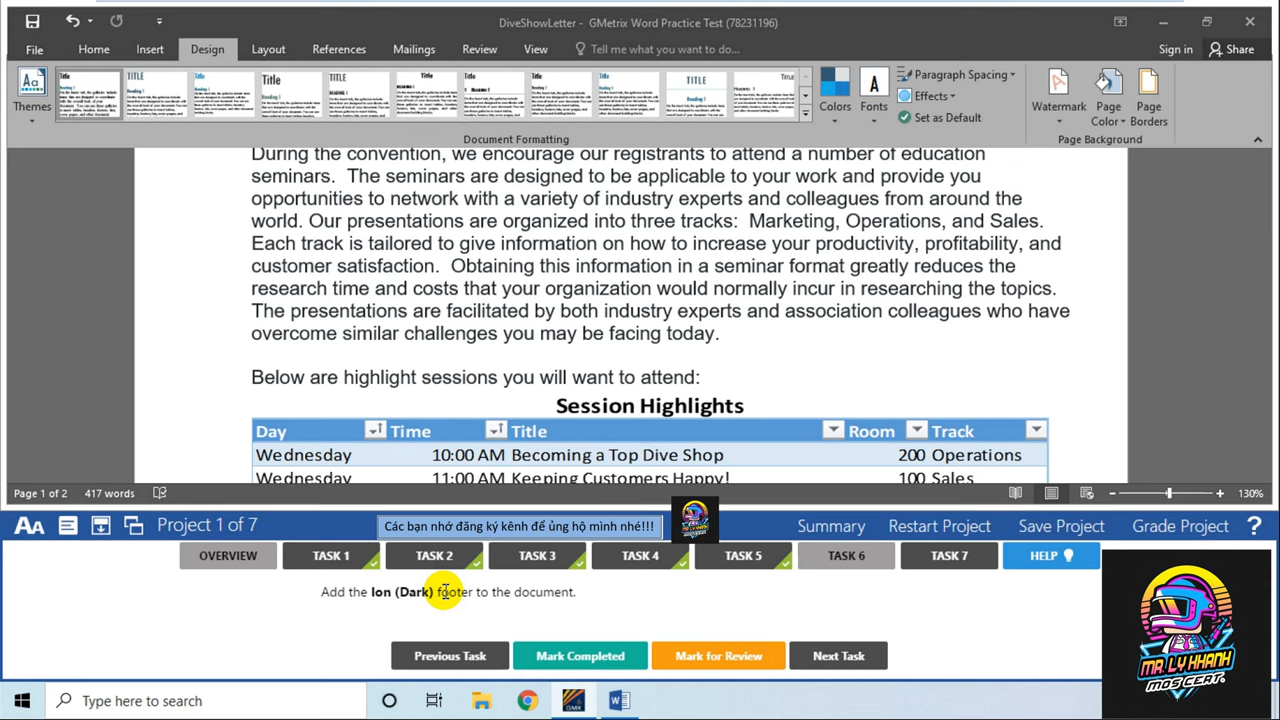 DiveShowLetter - GMetrix Word Practice Test (78231196)
File Home Insert Design Layout References Mailings Review View Tell me what you want to do... Sign in Share
Themes
Colors
Fonts
Paragraph Spacing
Effects
Set as Default
Watermark
Page Color
Page Borders
Document Formatting
Page Background
During the convention, we encourage our registrants to attend a number of education
seminars. The seminars are designed to be applicable to your work and provide you
opportunities to network with a variety of industry experts and colleagues from around the
world. Our presentations are organized into three tracks: Marketing, Operations, and Sales.
Each track is tailored to give information on how to increase your productivity, profitability, and
customer satisfaction. Obtaining this information in a seminar format greatly reduces the
research time and costs that your organization would normally incur in researching the topics.
The presentations are facilitated by both industry experts and association colleagues who have
overcome similar challenges you may be facing today.
Below are highlight sessions you will want to attend:
Session Highlights
Day Time Title Room Track
Wednesday 10:00 AM Becoming a Top Dive Shop 200 Operations
Wednesday 11:00 AM Keeping Customers Happy! 100 Sales
Page 1 of 2 417 words 130%
Project 1 of 7
Các bạn nhớ đăng ký kênh để ủng hộ mình nhé!!!
Summary Restart Project Save Project Grade Project ?
OVERVIEW TASK 1 TASK 2 TASK 3 TASK 4 TASK 5 TASK 6 TASK 7 HELP
Add the Ion (Dark) footer to the document.
Previous Task Mark Completed Mark for Review Next Task
MR. LY KHANH
MOS CERT.
Type here to search